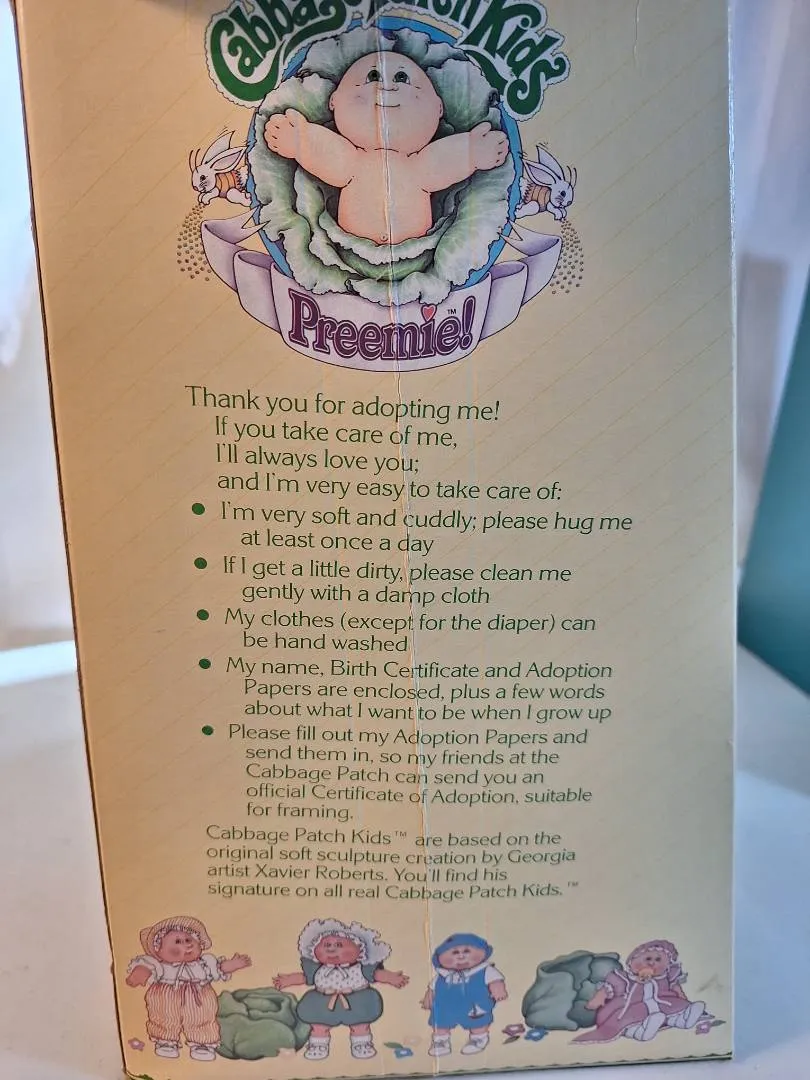 Cabbage Patch Kids
Preemie!™
Thank you for adopting me!
If you take care of me,
I'll always love you;
and I'm very easy to take care of:
• I'm very soft and cuddly; please hug me
at least once a day
• If I get a little dirty, please clean me
gently with a damp cloth
• My clothes (except for the diaper) can
be hand washed
• My name, Birth Certificate and Adoption
Papers are enclosed, plus a few words
about what I want to be when I grow up
• Please fill out my Adoption Papers and
send them in, so my friends at the
Cabbage Patch can send you an
official Certificate of Adoption, suitable
for framing.
Cabbage Patch Kids™ are based on the
original soft sculpture creation by Georgia
artist Xavier Roberts. You'll find his
signature on all real Cabbage Patch Kids.™